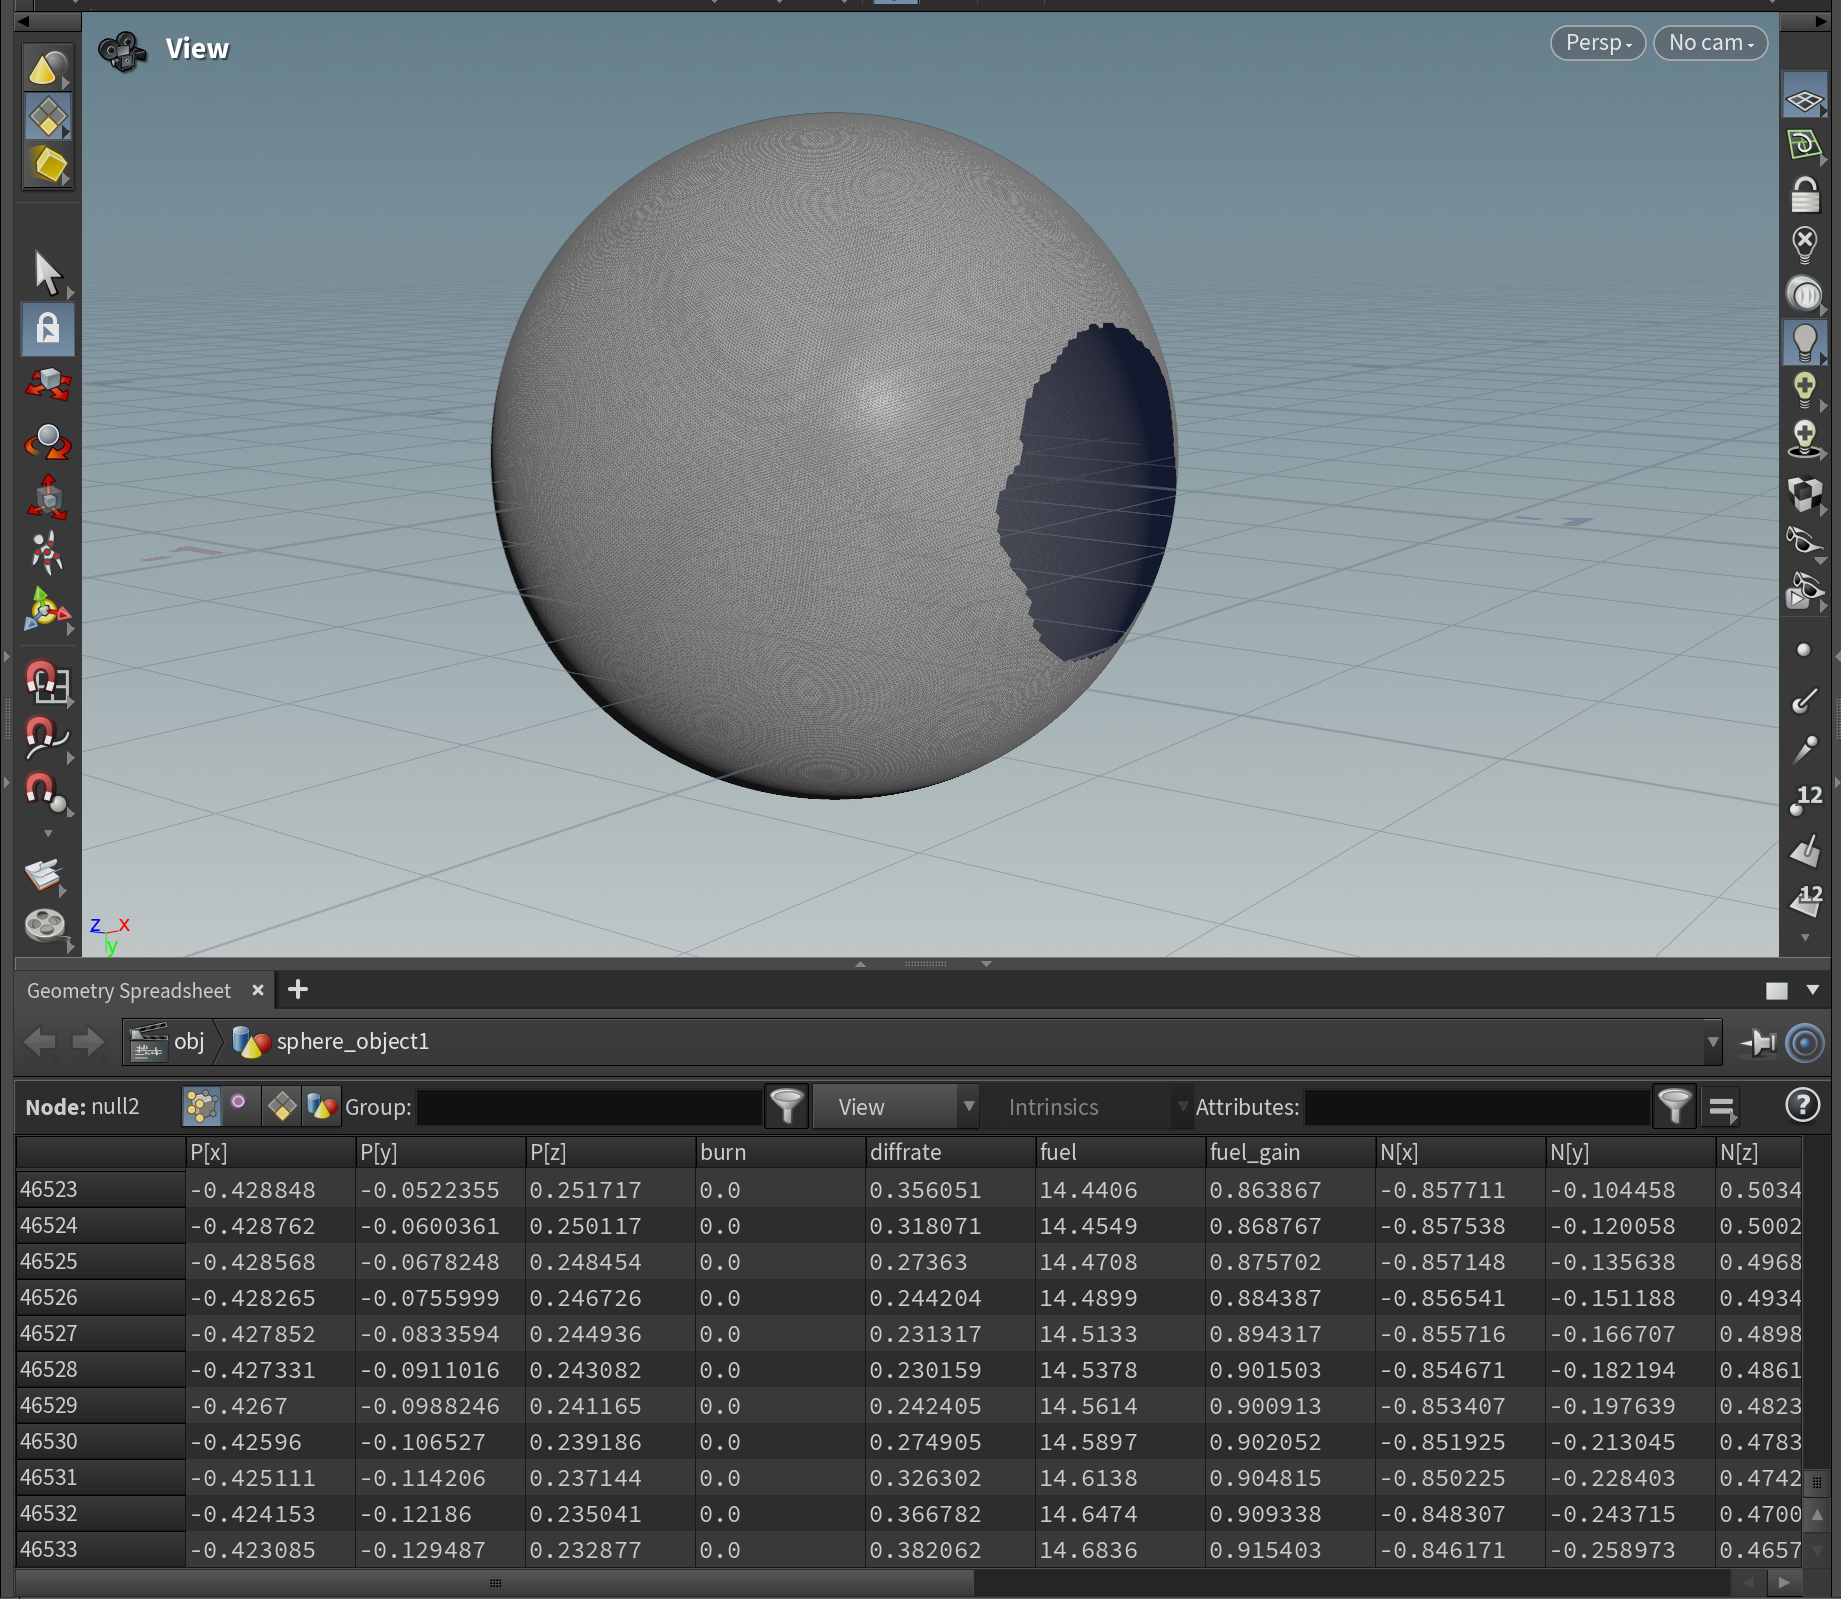 View
Persp
No cam
12
12
z x
y
Geometry Spreadsheet × +
obj sphere_object1
Node: null2 Group: View Intrinsics Attributes: ?
P[x] P[y] P[z] burn diffrate fuel fuel_gain N[x] N[y] N[z]
46523 -0.428848 -0.0522355 0.251717 0.0 0.356051 14.4406 0.863867 -0.857711 -0.104458 0.5034
46524 -0.428762 -0.0600361 0.250117 0.0 0.318071 14.4549 0.868767 -0.857538 -0.120058 0.5002
46525 -0.428568 -0.0678248 0.248454 0.0 0.27363 14.4708 0.875702 -0.857148 -0.135638 0.4968
46526 -0.428265 -0.0755999 0.246726 0.0 0.244204 14.4899 0.884387 -0.856541 -0.151188 0.4934
46527 -0.427852 -0.0833594 0.244936 0.0 0.231317 14.5133 0.894317 -0.855716 -0.166707 0.4898
46528 -0.427331 -0.0911016 0.243082 0.0 0.230159 14.5378 0.901503 -0.854671 -0.182194 0.4861
46529 -0.4267 -0.0988246 0.241165 0.0 0.242405 14.5614 0.900913 -0.853407 -0.197639 0.4823
46530 -0.42596 -0.106527 0.239186 0.0 0.274905 14.5897 0.902052 -0.851925 -0.213045 0.4783
46531 -0.425111 -0.114206 0.237144 0.0 0.326302 14.6138 0.904815 -0.850225 -0.228403 0.4742
46532 -0.424153 -0.12186 0.235041 0.0 0.366782 14.6474 0.909338 -0.848307 -0.243715 0.4700
46533 -0.423085 -0.129487 0.232877 0.0 0.382062 14.6836 0.915403 -0.846171 -0.258973 0.4657